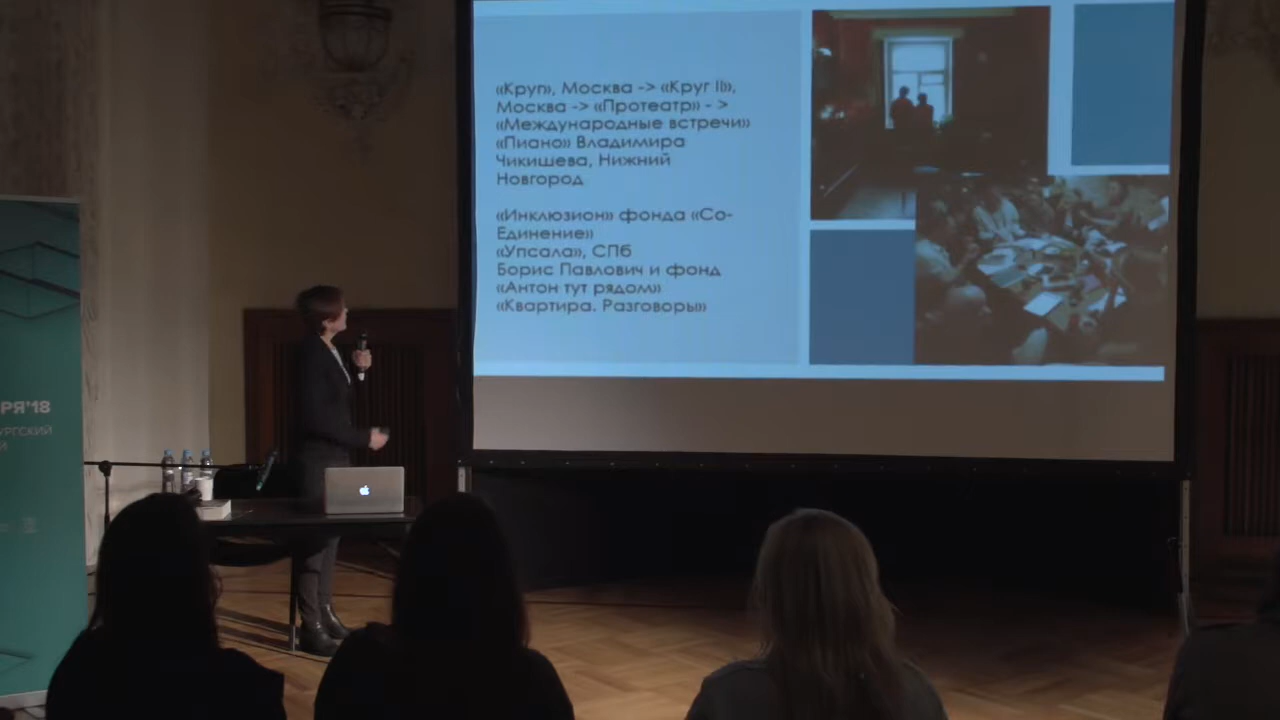 «Круг», Москва -> «Круг II»,
Москва -> «Протеатр» - >
«Международные встречи»
«Пиано» Владимира
Чикишева, Нижний
Новгород
«Инклюзион» фонда «Со-
Единение»
«Упсала», СПб
Борис Павлович и фонд
«Антон тут рядом»
«Квартира. Разговоры»
РЯ'18
УРГСКИЙ
Й